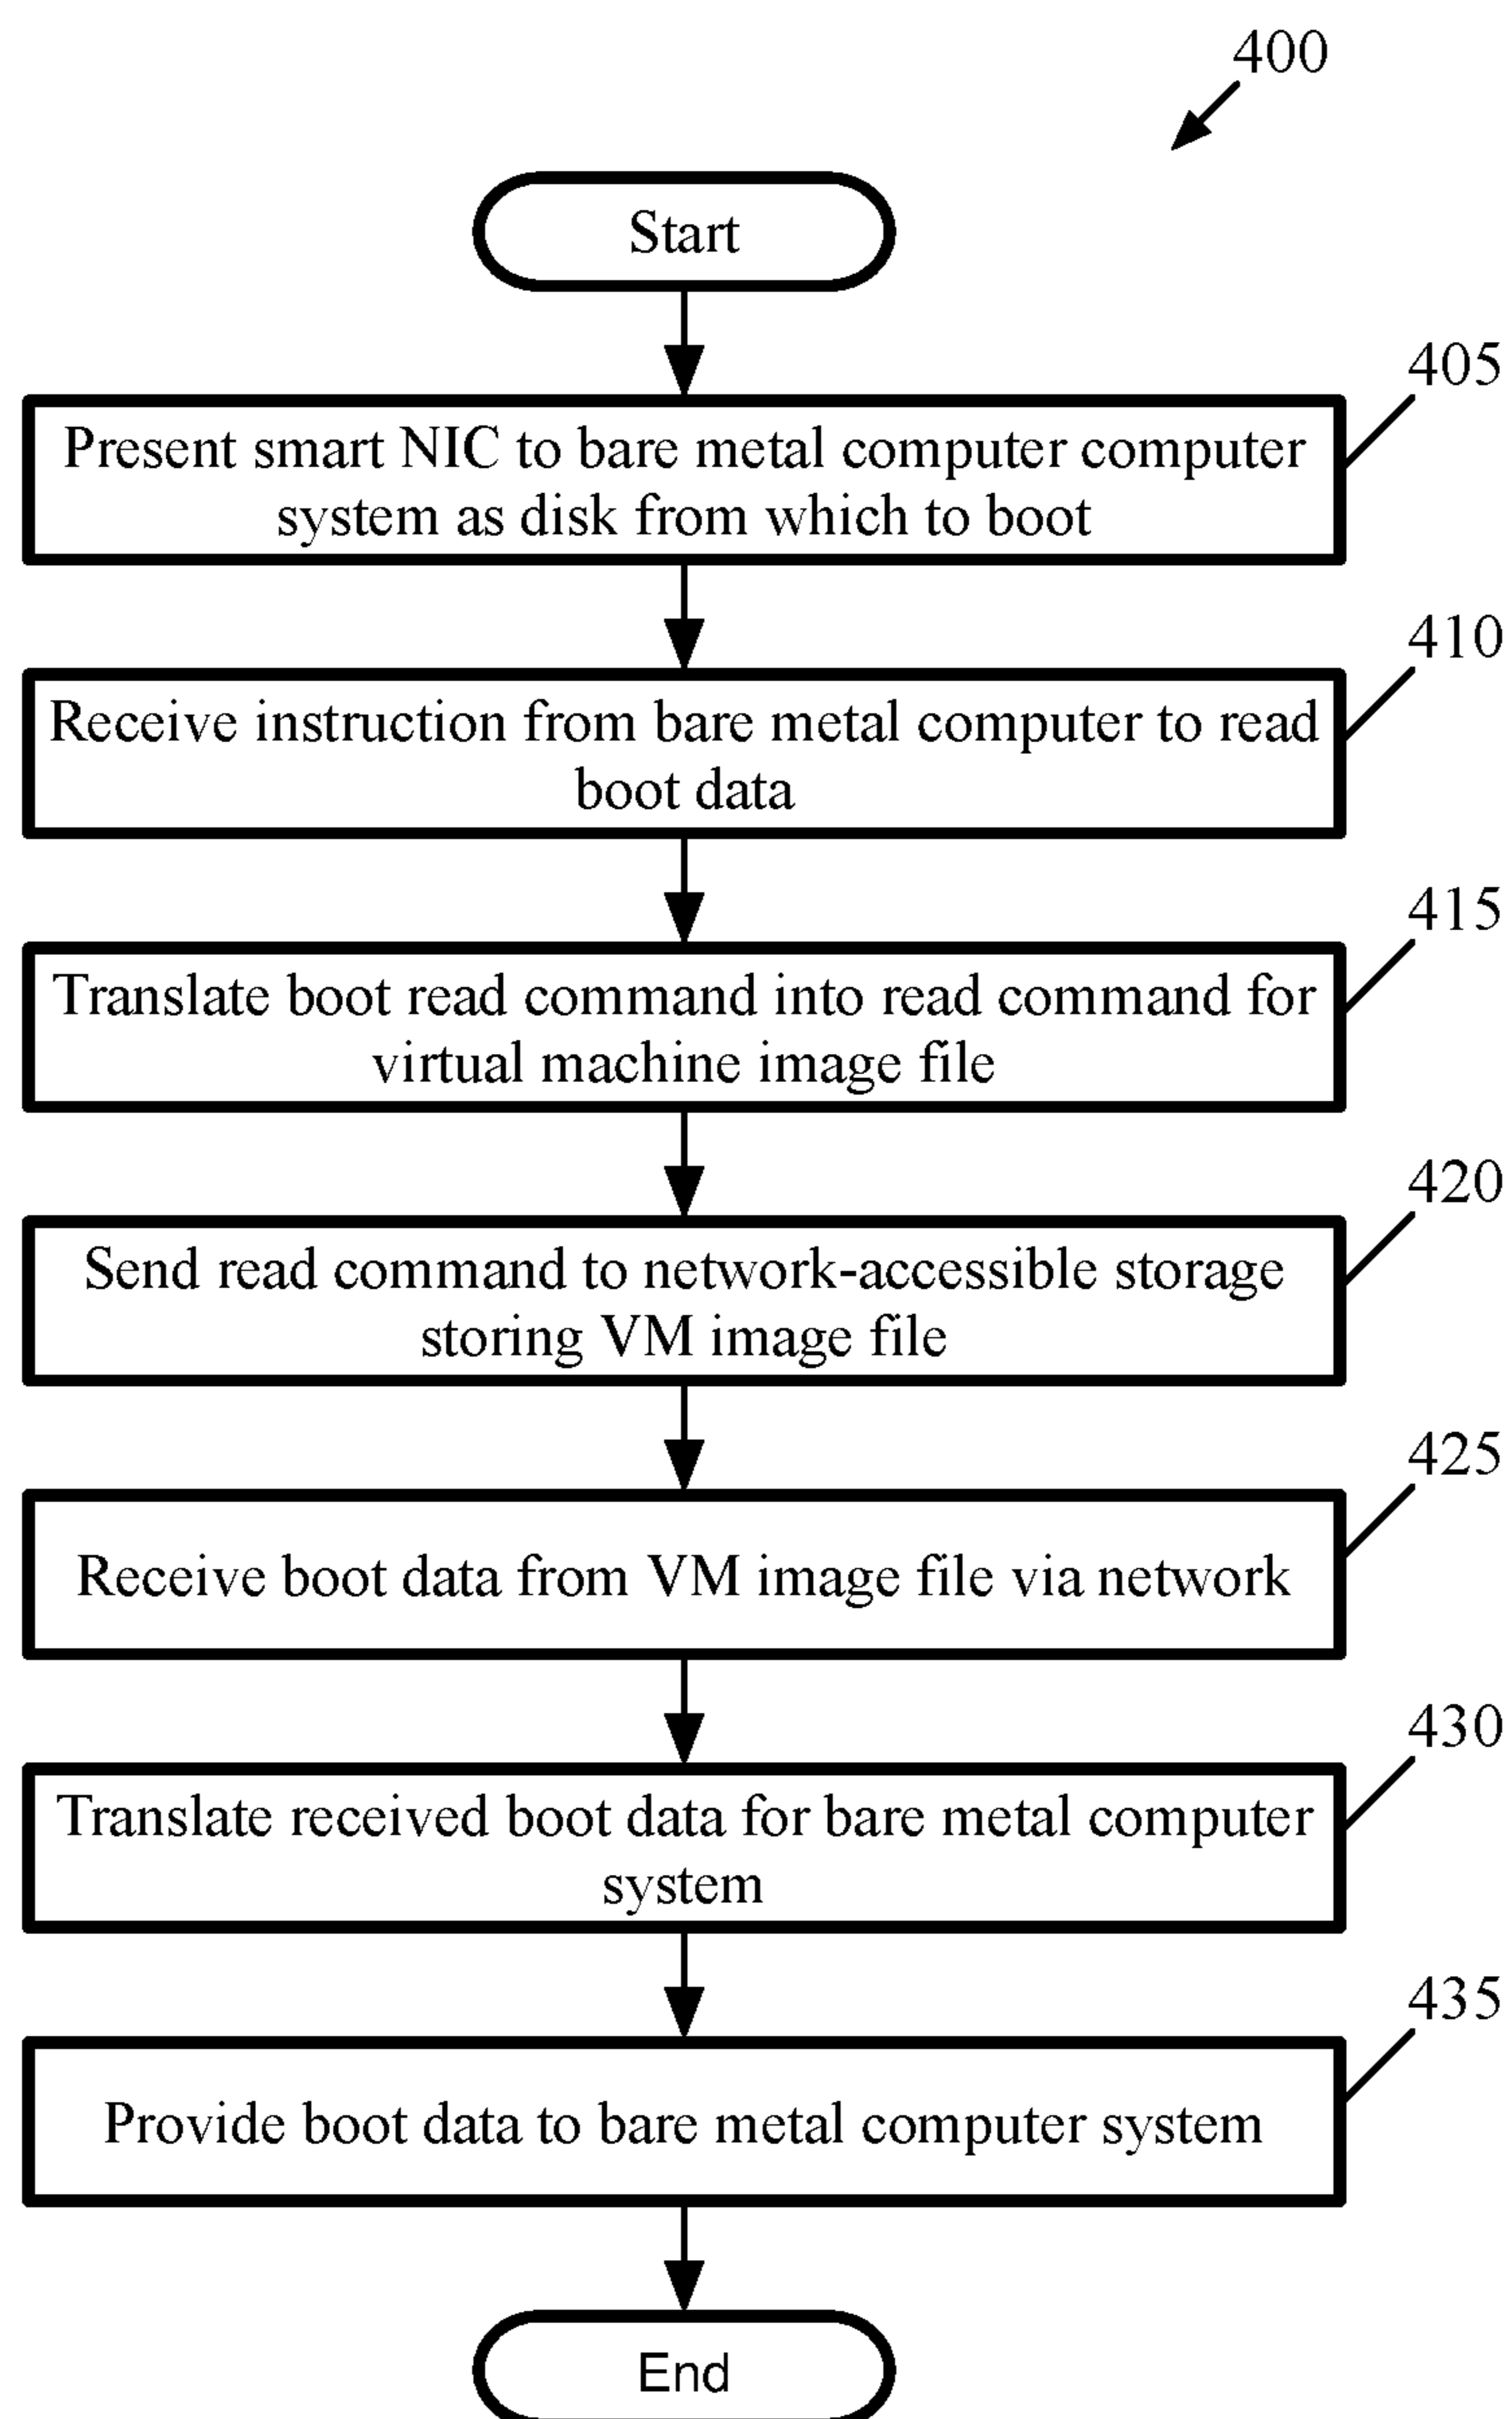 400
Start
405
Present smart NIC to bare metal computer computer
system as disk from which to boot
410
Receive instruction from bare metal computer to read
boot data
415
Translate boot read command into read command for
virtual machine image file
420
Send read command to network-accessible storage
storing VM image file
425
Receive boot data from VM image file via network
430
Translate received boot data for bare metal computer
system
435
Provide boot data to bare metal computer system
End